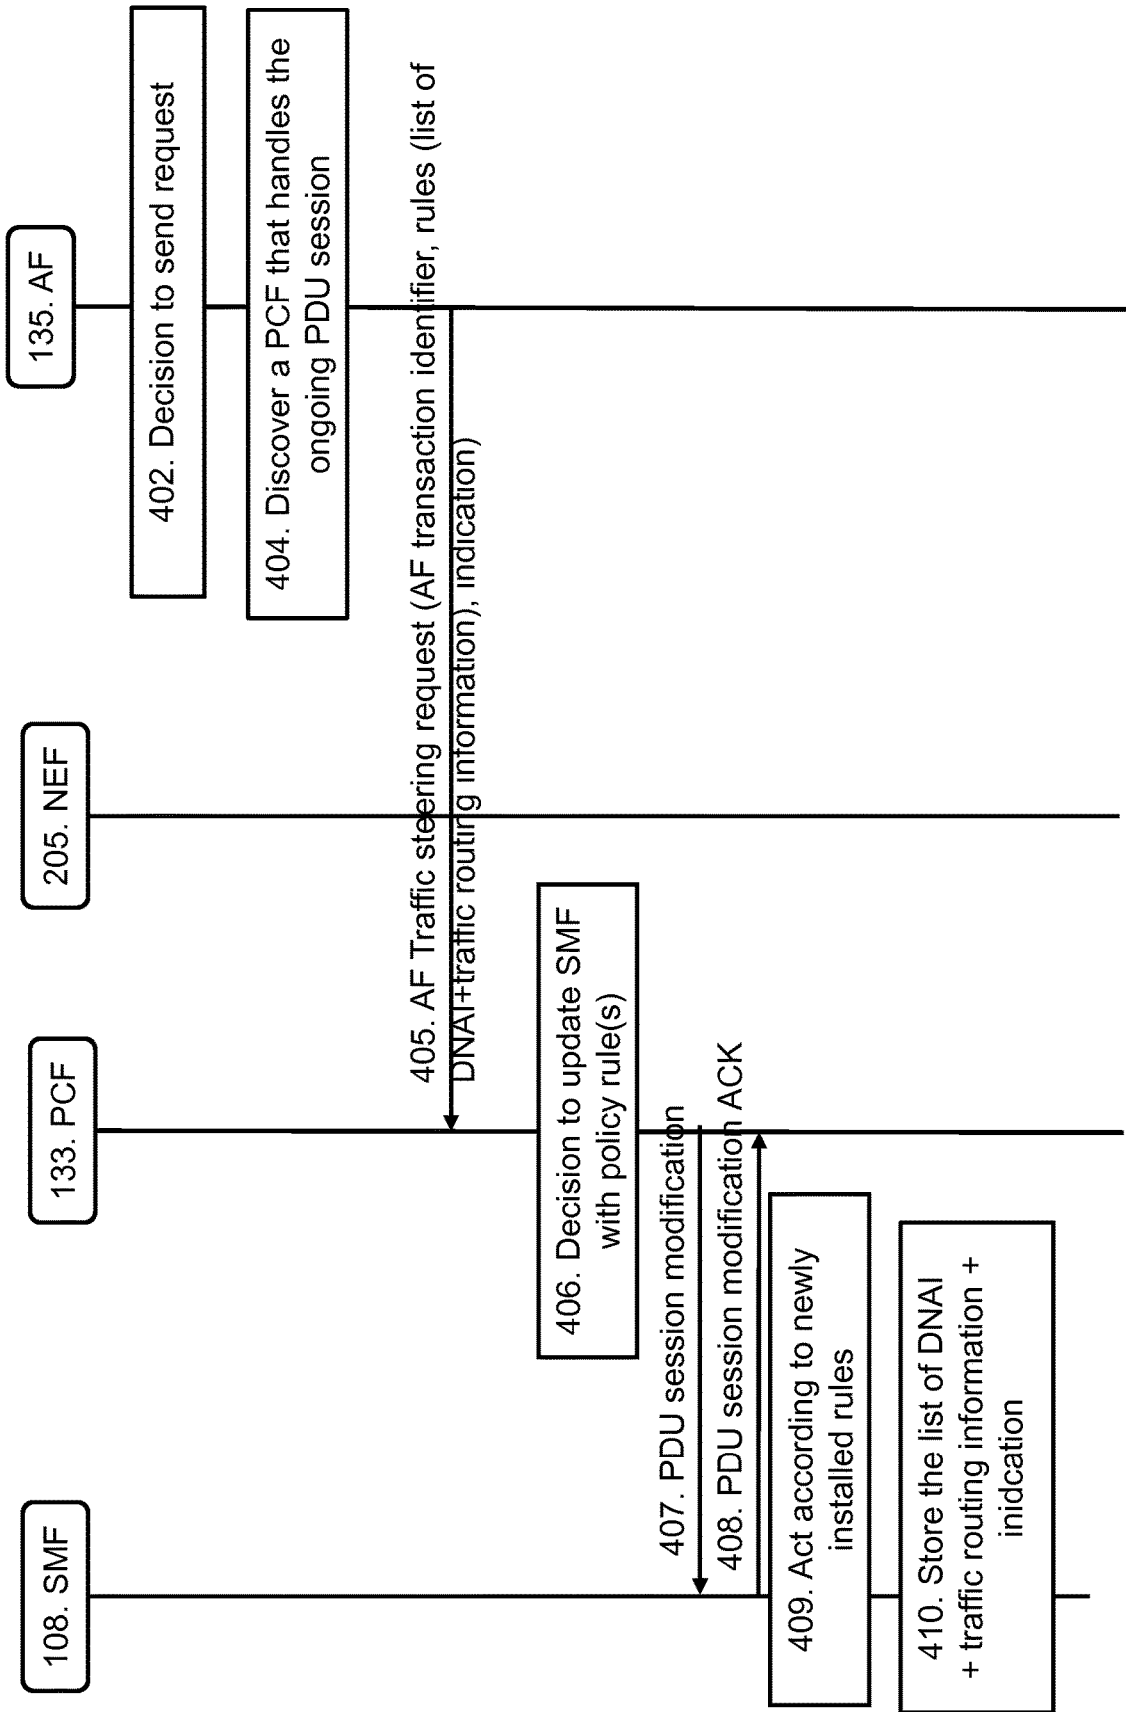 108. SMF
133. PCF
205. NEF
135. AF
402. Decision to send request
404. Discover a PCF that handles the
ongoing PDU session
405. AF Traffic steering request (AF transaction identifier, rules (list of
DNAI+traffic routing information), indication)
406. Decision to update SMF
with policy rule(s)
407. PDU session modification
408. PDU session modification ACK
409. Act according to newly
installed rules
410. Store the list of DNAI
+ traffic routing information +
inidcation